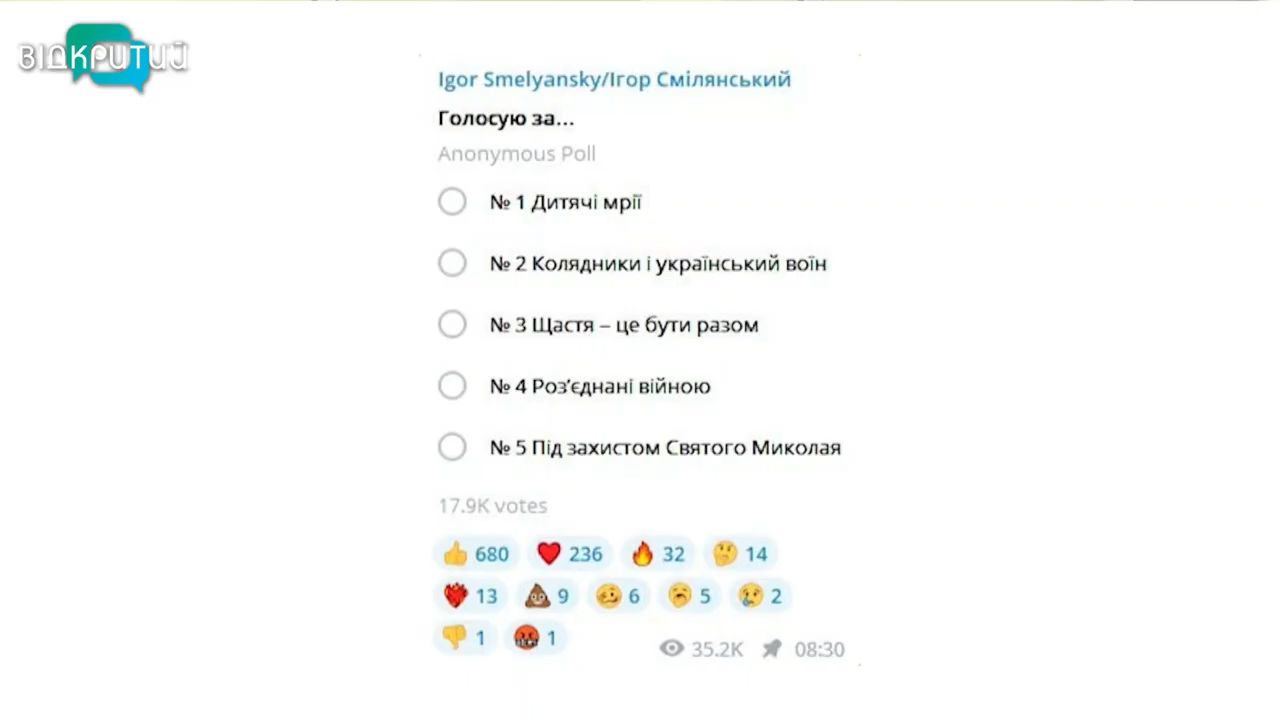 ВІДКРИТИЙ
Igor Smelyansky/Ігор Смілянський
Голосую за...
Anonymous Poll
№ 1 Дитячі мрії
№ 2 Колядники і український воїн
№ 3 Щастя – це бути разом
№ 4 Роз’єднані війною
№ 5 Під захистом Святого Миколая
17.9K votes
680 236 32 14
13 9 6 5 2
1 1
35.2K 08:30